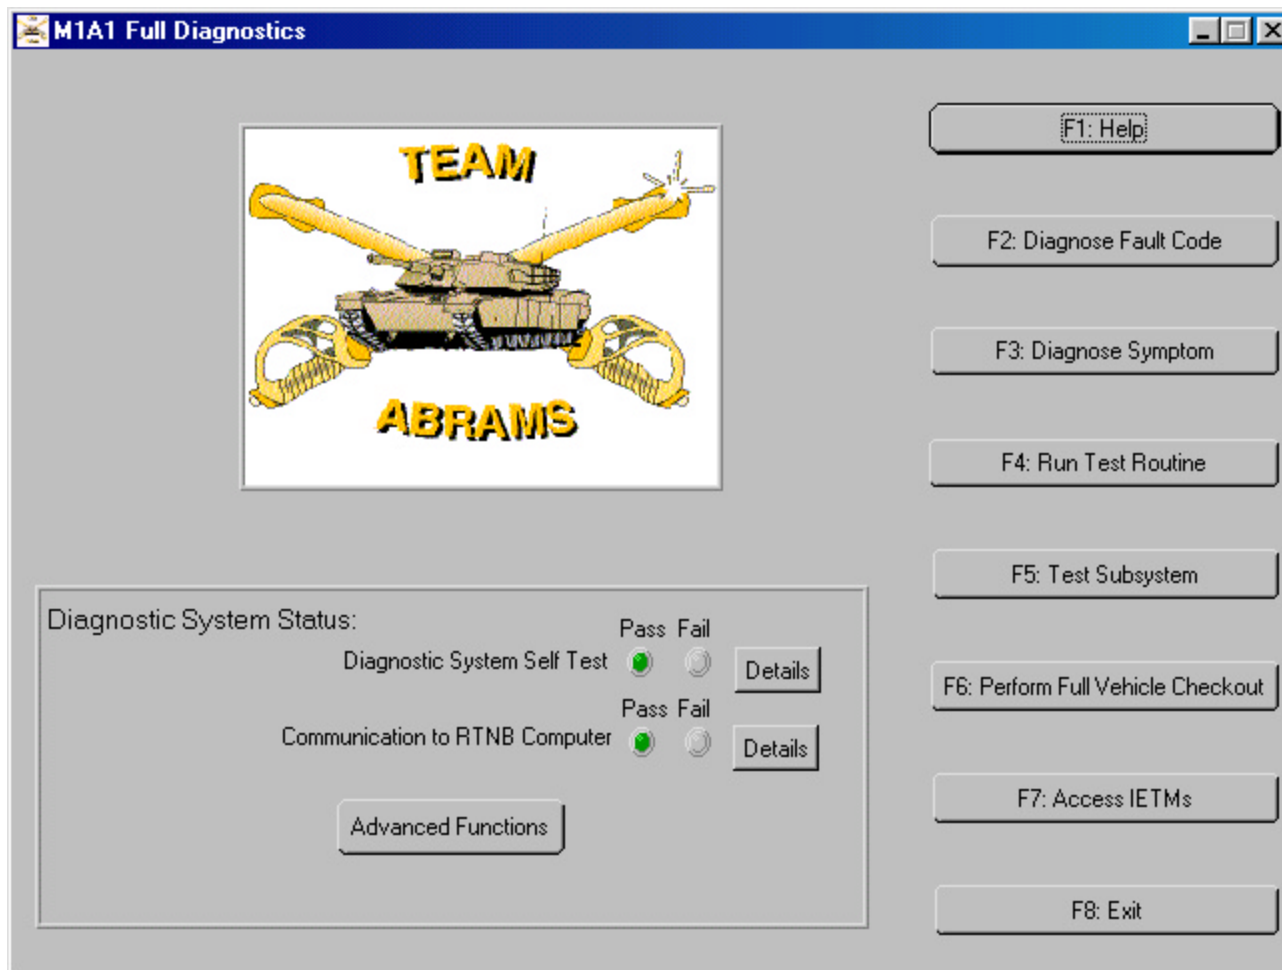 M1A1 Full Diagnostics
TEAM
ABRAMS
F1: Help
F2: Diagnose Fault Code
F3: Diagnose Symptom
F4: Run Test Routine
F5: Test Subsystem
F6: Perform Full Vehicle Checkout
F7: Access IETMs
F8: Exit
Diagnostic System Status:
Pass Fail
Diagnostic System Self Test
Details
Pass Fail
Communication to RTNB Computer
Details
Advanced Functions